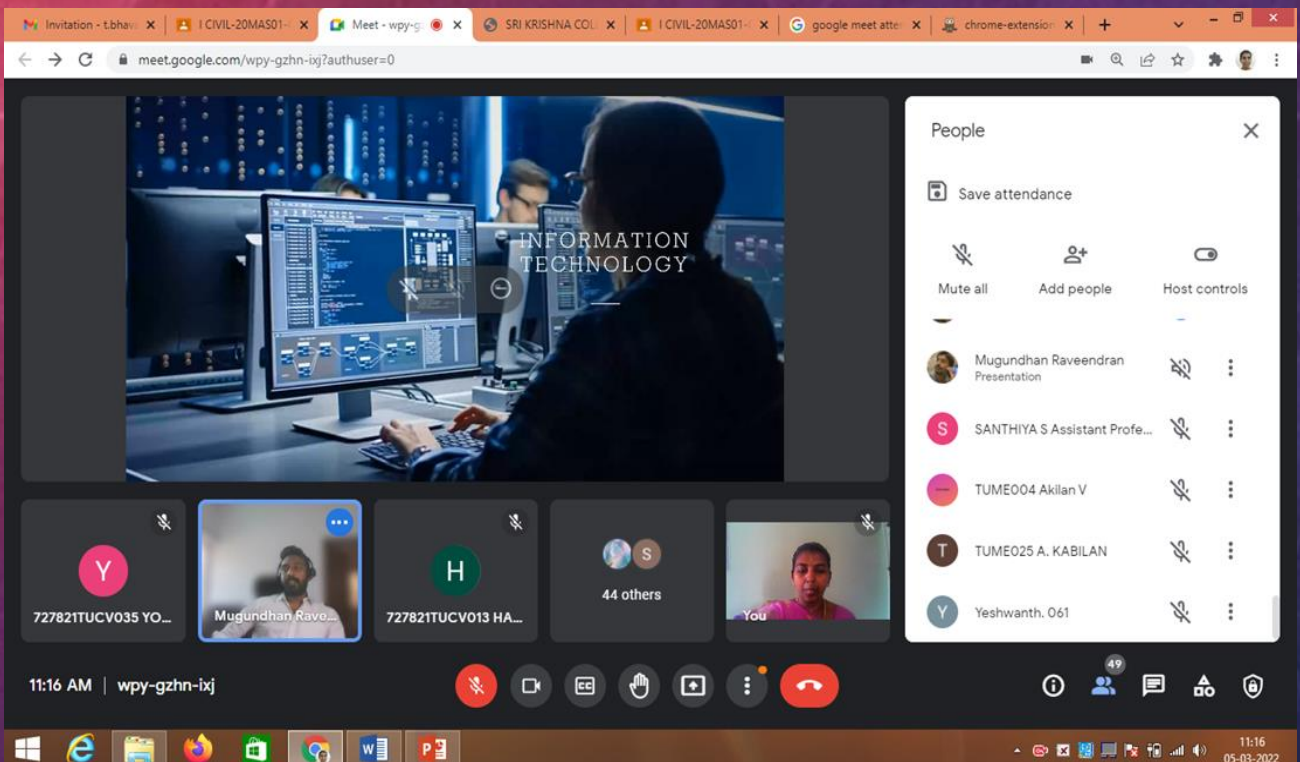 Invitation - t.bhava
I CIVIL-20MAS01-
Meet - wpy-g
SRI KRISHNA COLL
I CIVIL-20MAS01-
google meet atte
chrome-extension
meet.google.com/wpy-gzhn-ixj?authuser=0
INFORMATION
TECHNOLOGY
People
Save attendance
Mute all
Add people
Host controls
Mugundhan Raveendran
Presentation
SANTHIYA S Assistant Profe...
TUME004 Akilan V
T
TUME025 A. KABILAN
Y
Yeshwanth. 061
S
Y
727821TUCV035 YO...
Mugundhan Rave...
H
727821TUCV013 HA...
S
44 others
You
11:16 AM | wpy-gzhn-ixj
CC
49
11:16
05-03-2022